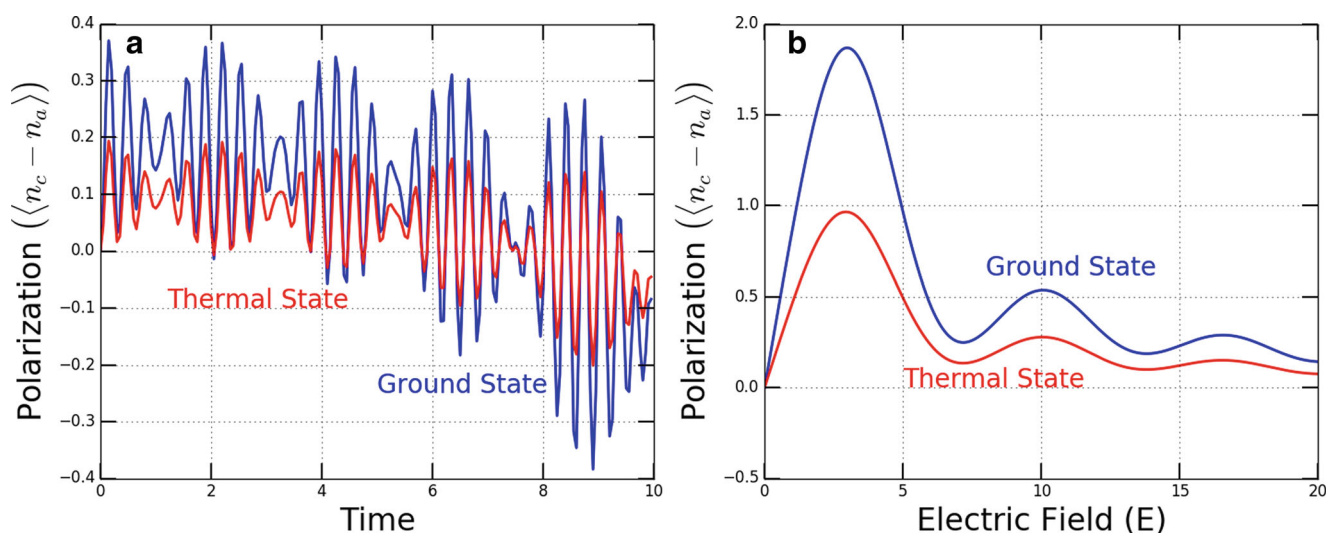 a
Polarization (⟨n_c − n_a⟩)
0.4
0.3
0.2
0.1
0.0
−0.1
−0.2
−0.3
−0.4
Thermal State
Ground State
0 2 4 6 8 10
Time
b
Polarization (⟨n_c − n_a⟩)
2.0
1.5
1.0
0.5
0.0
−0.5
Ground State
Thermal State
0 5 10 15 20
Electric Field (E)